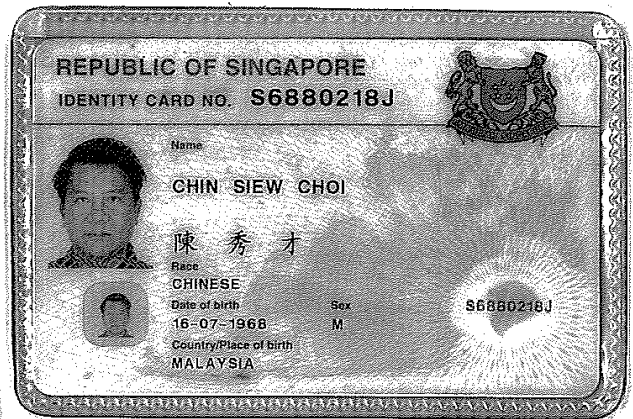 REPUBLIC OF SINGAPORE
IDENTITY CARD NO. S6880218J
Name
CHIN SIEW CHOI
陳 秀 才
Race
CHINESE
Date of birth Sex
16-07-1968 M
S6880218J
Country/Place of birth
MALAYSIA